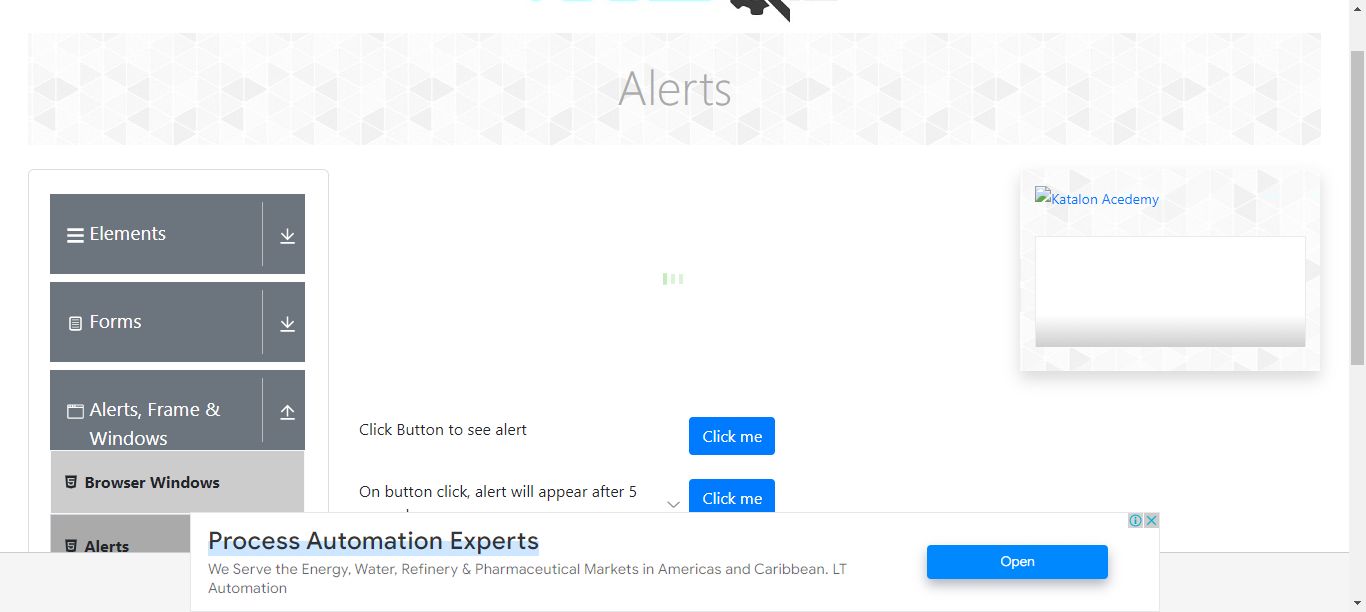 Alerts
Elements
Forms
Alerts, Frame &
Windows
Browser Windows
Alerts
Katalon Acedemy
Click Button to see alert
Click me
On button click, alert will appear after 5
Click me
Process Automation Experts
We Serve the Energy, Water, Refinery & Pharmaceutical Markets in Americas and Caribbean. LT
Automation
Open